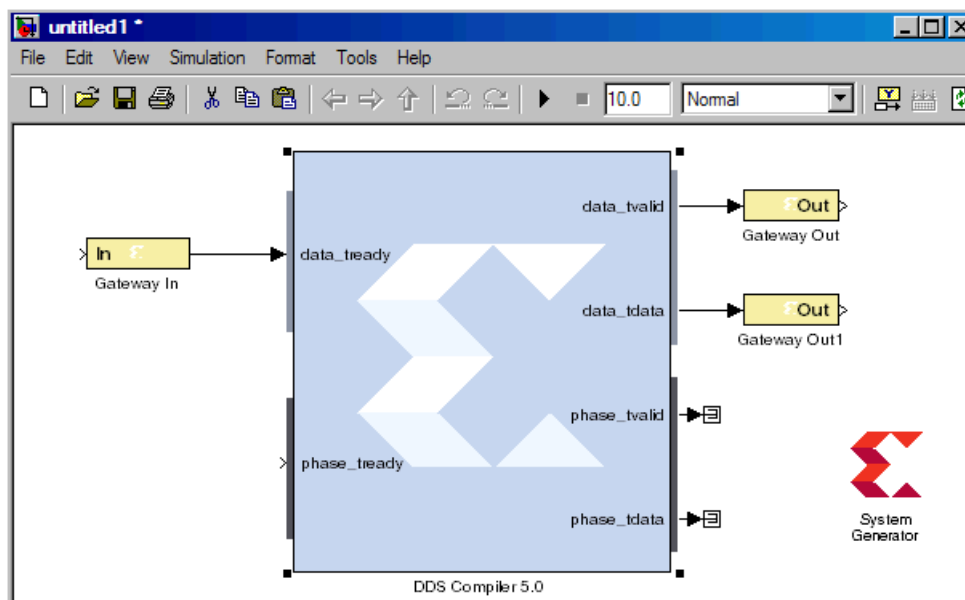 untitled1 *
File Edit View Simulation Format Tools Help
10.0 Normal
data_tvalid
Out
Gateway Out
In
Gateway In
data_tready
data_tdata
Out
Gateway Out1
phase_tvalid
phase_tready
phase_tdata
System
Generator
DDS Compiler 5.0